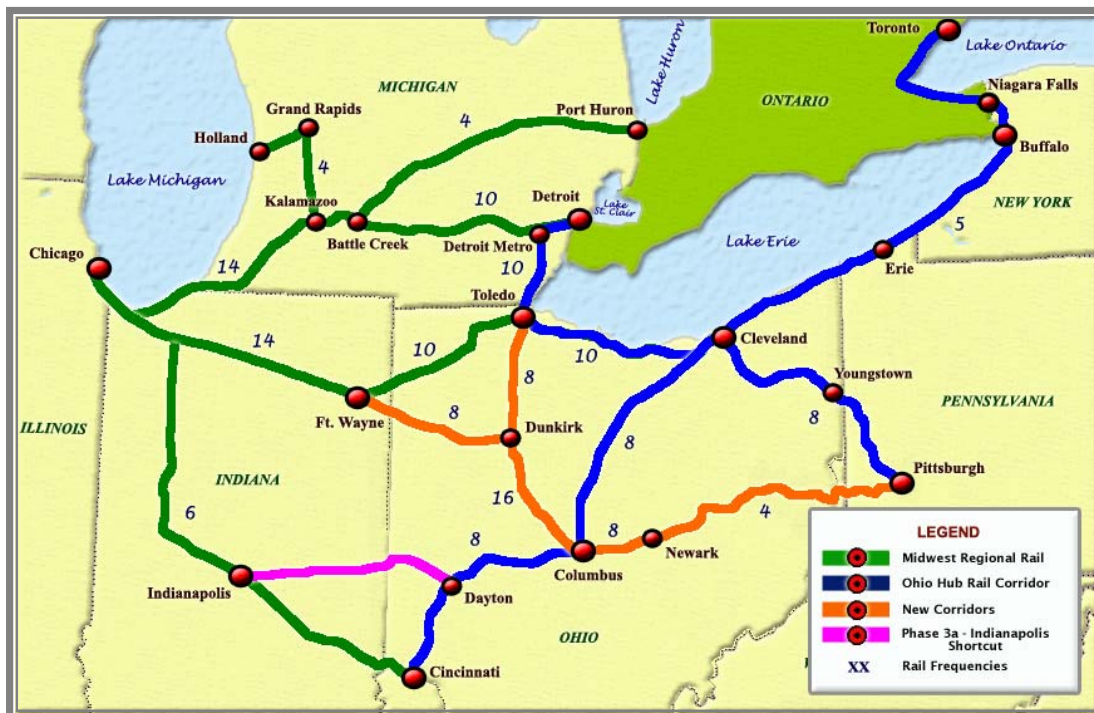 Toronto
Lake Ontario
Lake Huron
MICHIGAN
Grand Rapids
Port Huron
ONTARIO
Niagara Falls
Holland
4
Buffalo
4
Lake Michigan
Kalamazoo
10
Detroit
Lake
St. Clair
NEW YORK
Battle Creek
Detroit Metro
Lake Erie
5
Chicago
14
10
Erie
Toledo
14
10
10
Cleveland
8
Youngstown
PENNSYLVANIA
Ft. Wayne
8
Dunkirk
8
8
ILLINOIS
INDIANA
16
Pittsburgh
6
4
8
8
Newark
Columbus
Indianapolis
Dayton
OHIO
Cincinnati
LEGEND
Midwest Regional Rail
Ohio Hub Rail Corridor
New Corridors
Phase 3a - Indianapolis
Shortcut
XX Rail Frequencies